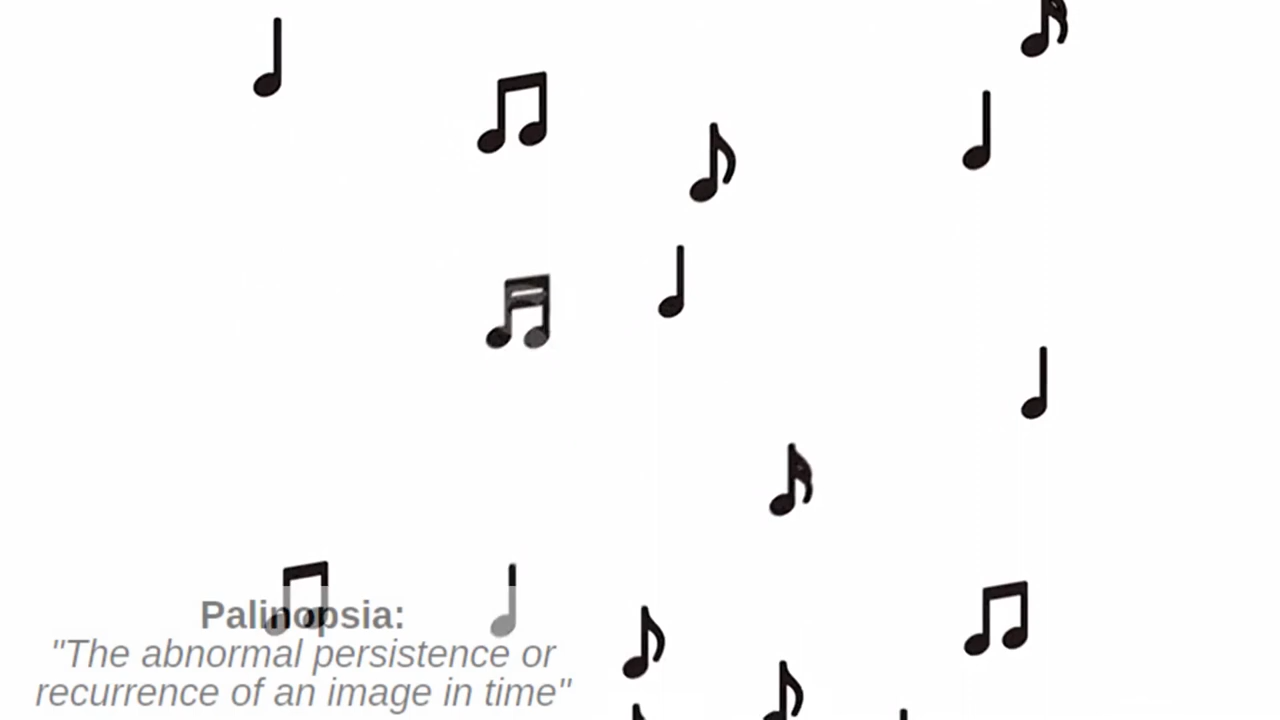 Palinopsia:
"The abnormal persistence or
recurrence of an image in time"